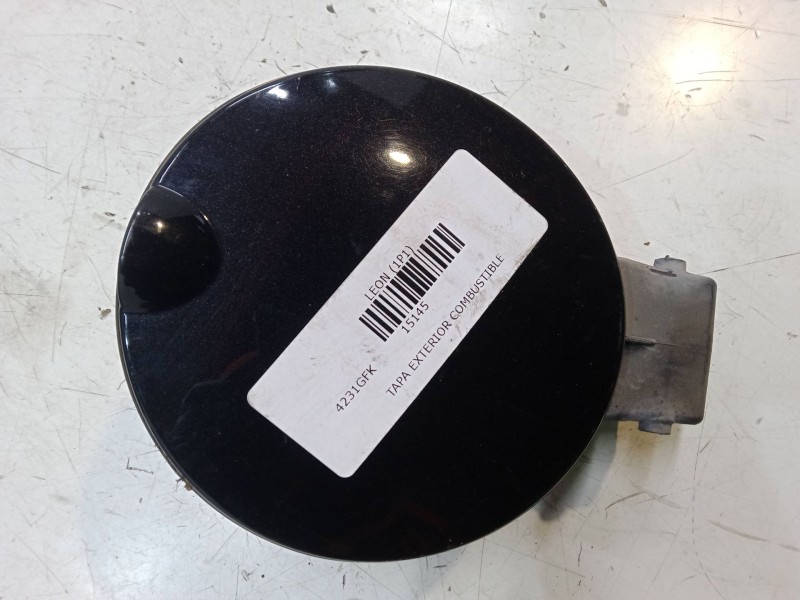 LEON (1P1)
15145
4231GFK
TAPA EXTERIOR COMBUSTIBLE